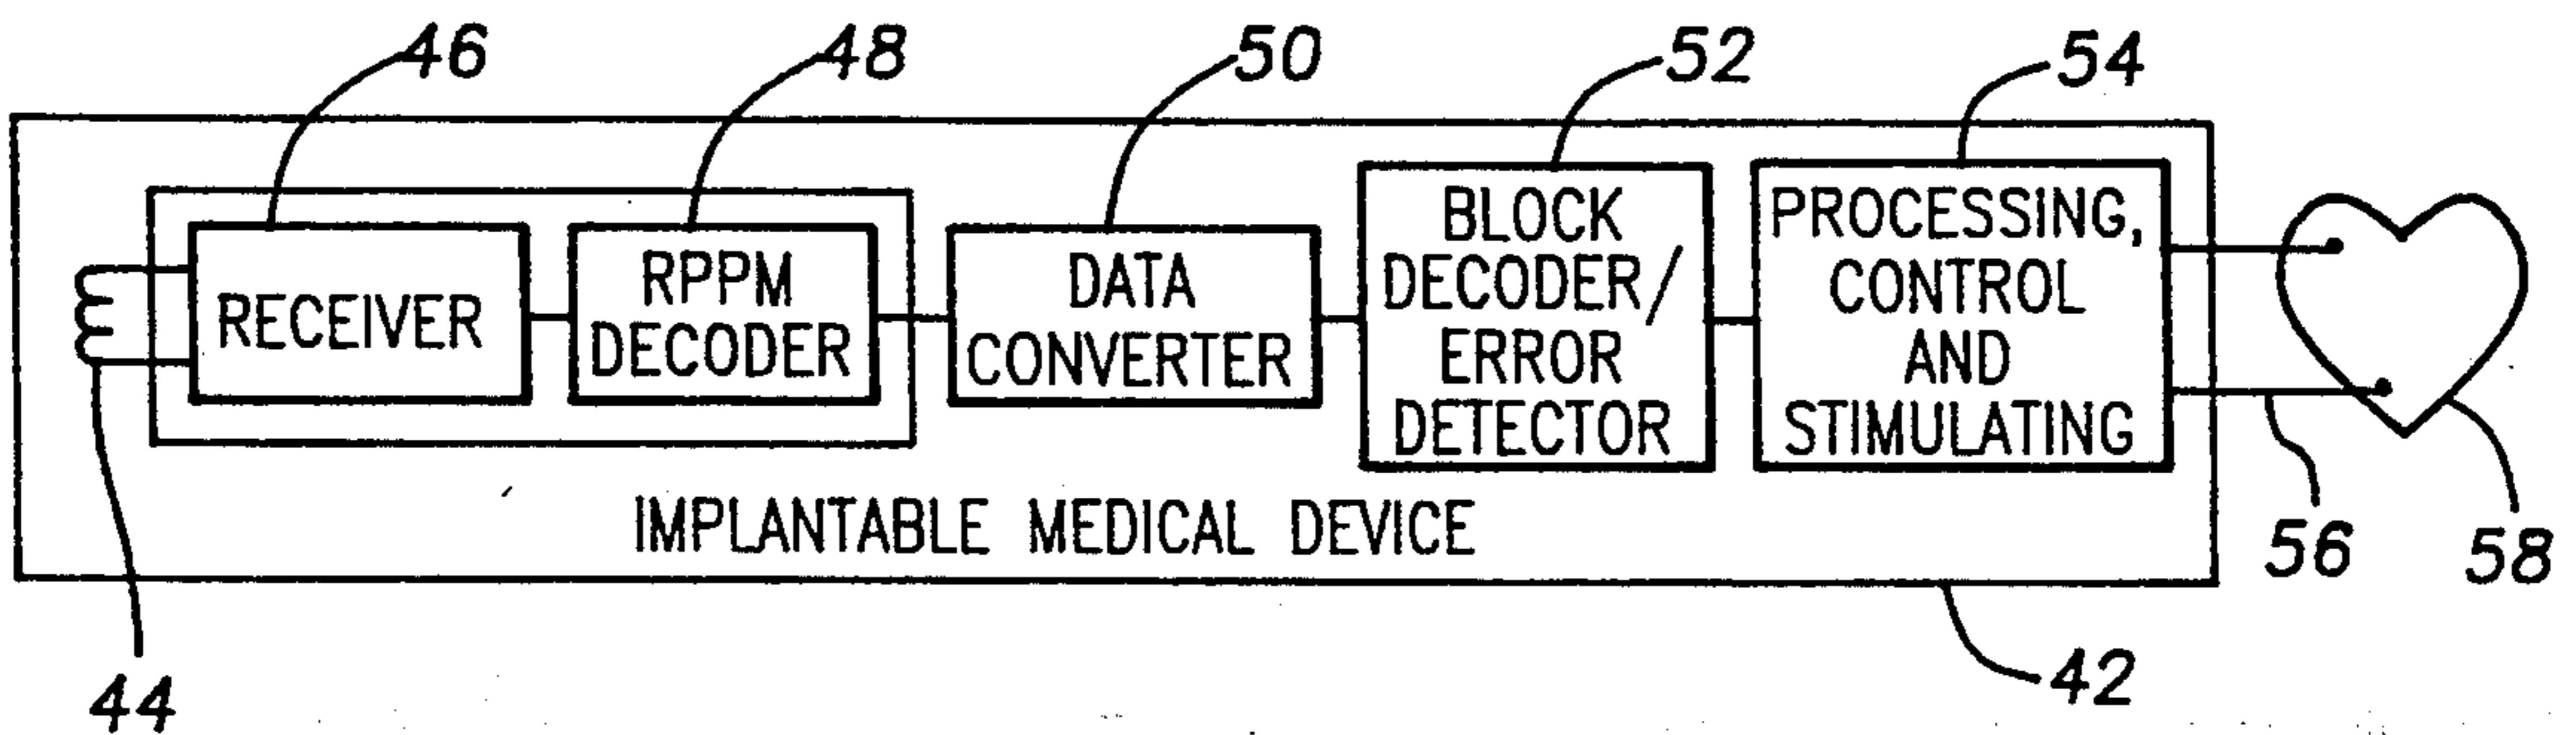 46
48
50
52
54
RECEIVER
RPPM
DECODER
DATA
CONVERTER
BLOCK
DECODER/
ERROR
DETECTOR
PROCESSING,
CONTROL
AND
STIMULATING
IMPLANTABLE MEDICAL DEVICE
44
42
56
58